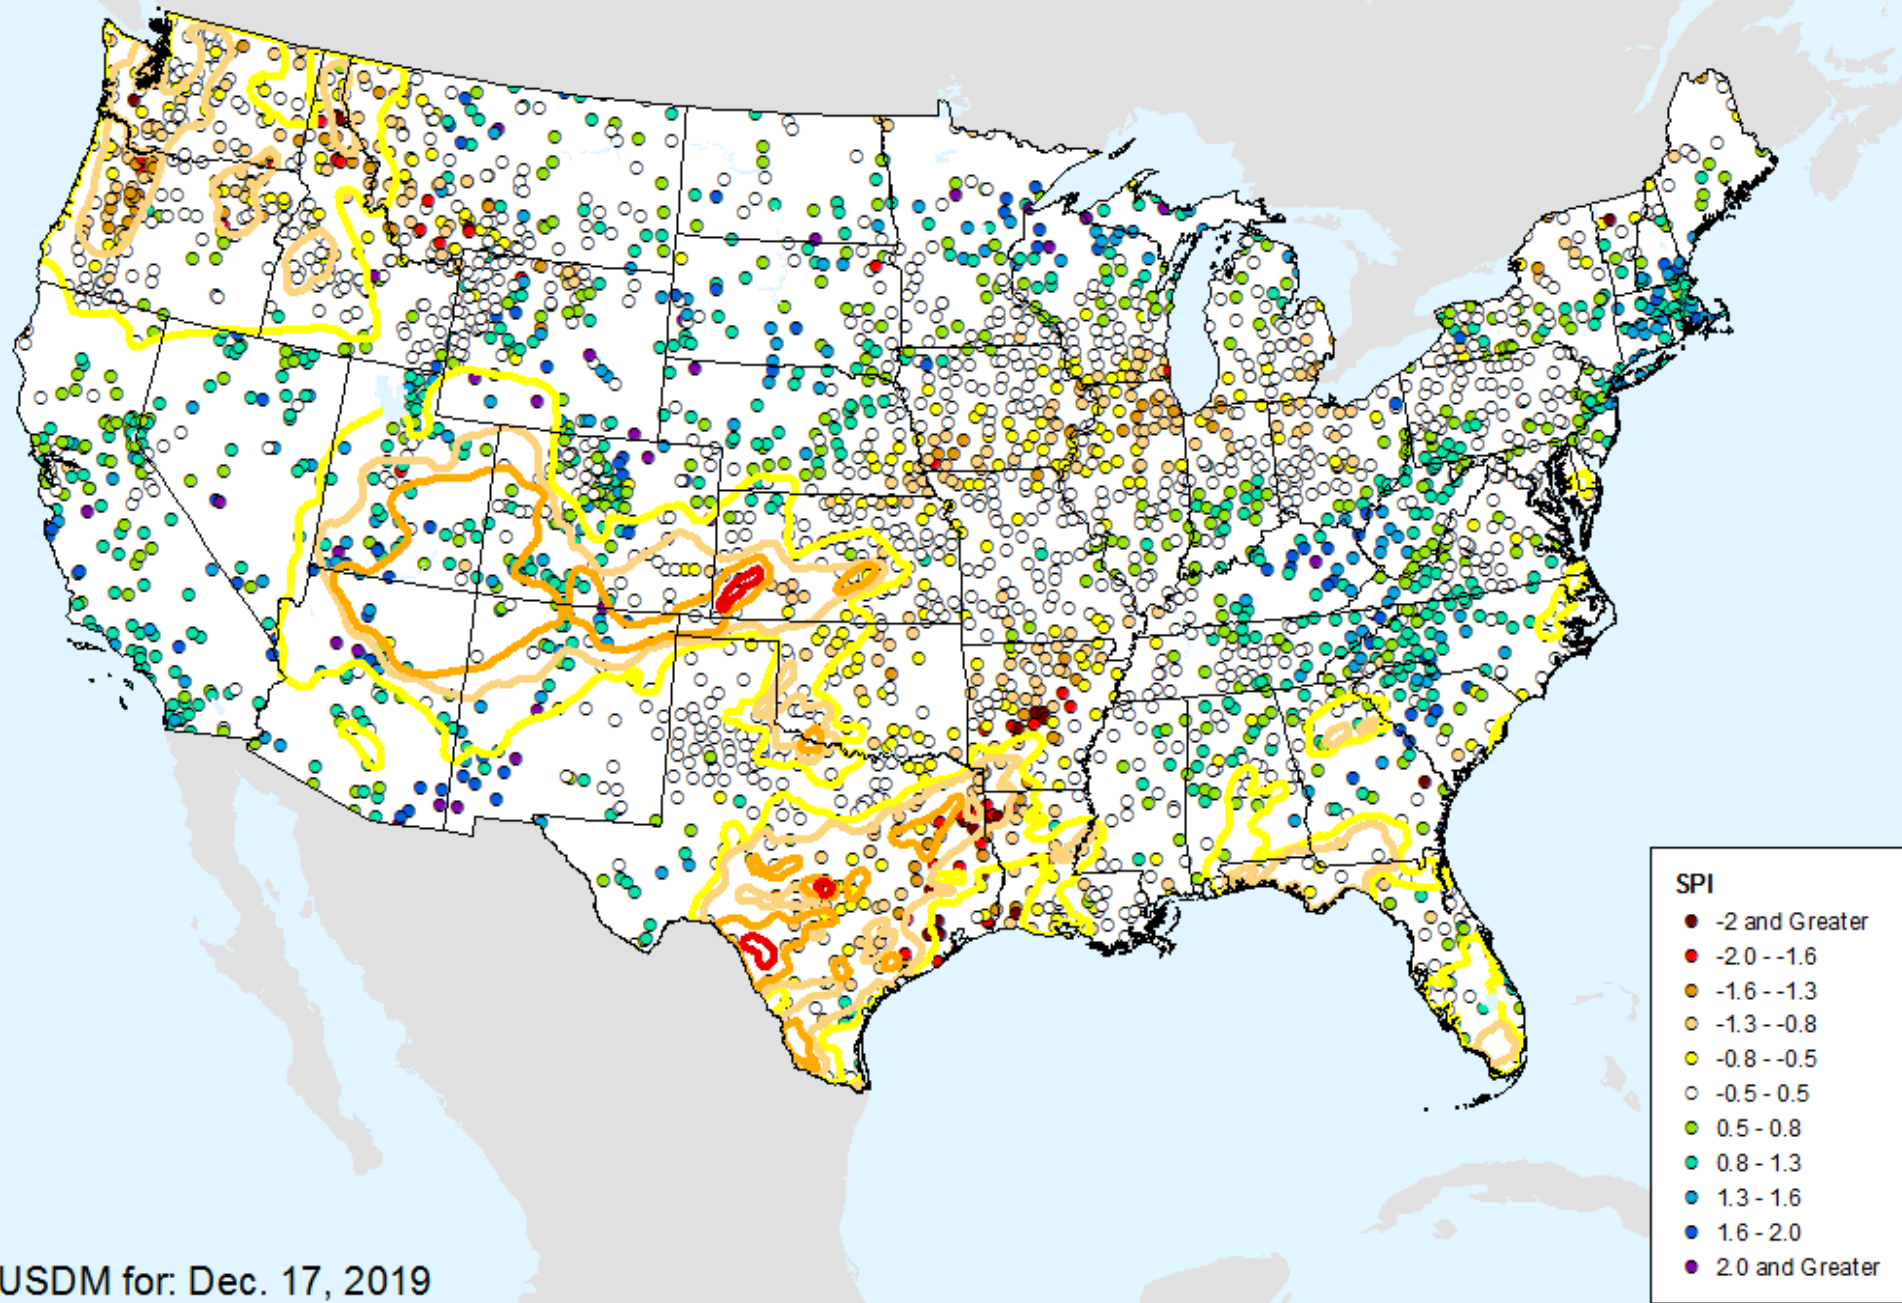 SPI
-2 and Greater
-2.0 - -1.6
-1.6 - -1.3
-1.3 - -0.8
-0.8 - -0.5
-0.5 - 0.5
0.5 - 0.8
0.8 - 1.3
1.3 - 1.6
1.6 - 2.0
2.0 and Greater
USDM for: Dec. 17, 2019